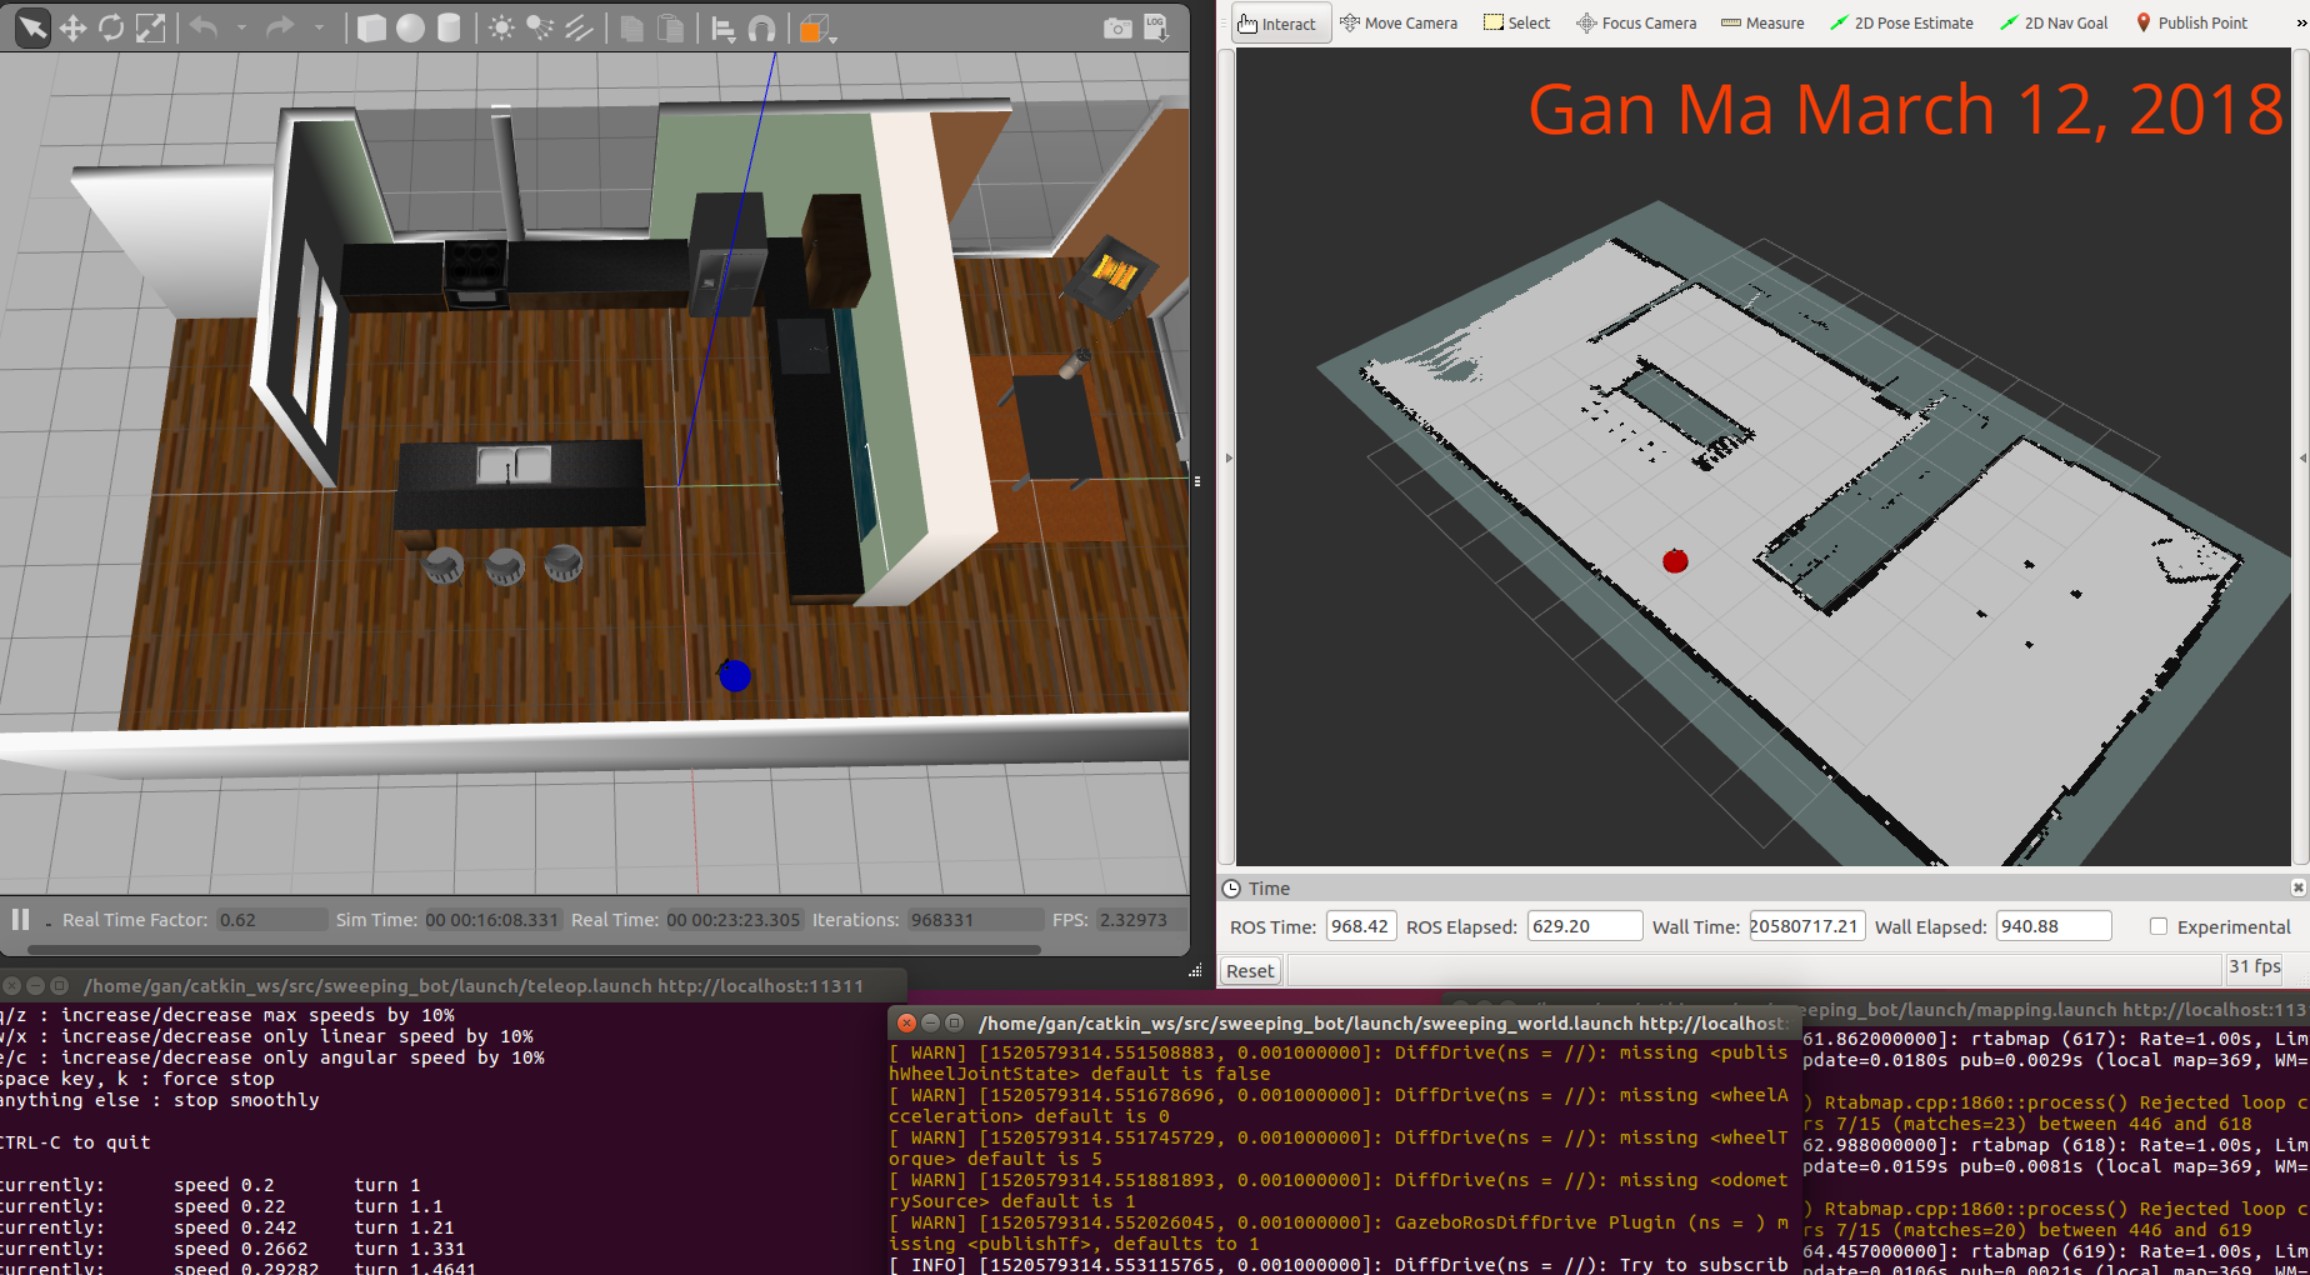 LOG
Interact Move Camera Select Focus Camera Measure 2D Pose Estimate 2D Nav Goal Publish Point »
Gan Ma March 12, 2018
Real Time Factor: 0.62 Sim Time: 00 00:16:08.331 Real Time: 00 00:23:23.305 Iterations: 968331 FPS: 2.32973
Time
ROS Time: 968.42 ROS Elapsed: 629.20 Wall Time: 20580717.21 Wall Elapsed: 940.88 Experimental
Reset 31 fps
/home/gan/catkin_ws/src/sweeping_bot/launch/teleop.launch http://localhost:11311
q/z : increase/decrease max speeds by 10%
w/x : increase/decrease only linear speed by 10%
e/c : increase/decrease only angular speed by 10%
space key, k : force stop
anything else : stop smoothly
CTRL-C to quit
currently: speed 0.2 turn 1
currently: speed 0.22 turn 1.1
currently: speed 0.242 turn 1.21
currently: speed 0.2662 turn 1.331
currently: speed 0.29282 turn 1.4641
/home/gan/catkin_ws/src/sweeping_bot/launch/sweeping_world.launch http://localhost:
[ WARN] [1520579314.551508883, 0.001000000]: DiffDrive(ns = //): missing <publis
hWheelJointState> default is false
[ WARN] [1520579314.551678696, 0.001000000]: DiffDrive(ns = //): missing <wheelA
cceleration> default is 0
[ WARN] [1520579314.551745729, 0.001000000]: DiffDrive(ns = //): missing <wheelT
orque> default is 5
[ WARN] [1520579314.551881893, 0.001000000]: DiffDrive(ns = //): missing <odomet
rySource> default is 1
[ WARN] [1520579314.552026045, 0.001000000]: GazeboRosDiffDrive Plugin (ns = ) m
issing <publishTf>, defaults to 1
[ INFO] [1520579314.553115765, 0.001000000]: DiffDrive(ns = //): Try to subscrib
eeping_bot/launch/mapping.launch http://localhost:1131
61.862000000]: rtabmap (617): Rate=1.00s, Lim
pdate=0.0180s pub=0.0029s (local map=369, WM=
) Rtabmap.cpp:1860::process() Rejected loop c
rs 7/15 (matches=23) between 446 and 618
62.988000000]: rtabmap (618): Rate=1.00s, Lim
pdate=0.0159s pub=0.0081s (local map=369, WM=
) Rtabmap.cpp:1860::process() Rejected loop c
rs 7/15 (matches=20) between 446 and 619
64.457000000]: rtabmap (619): Rate=1.00s, Lim
pdate=0.0106s pub=0.0021s (local map=369, WM=